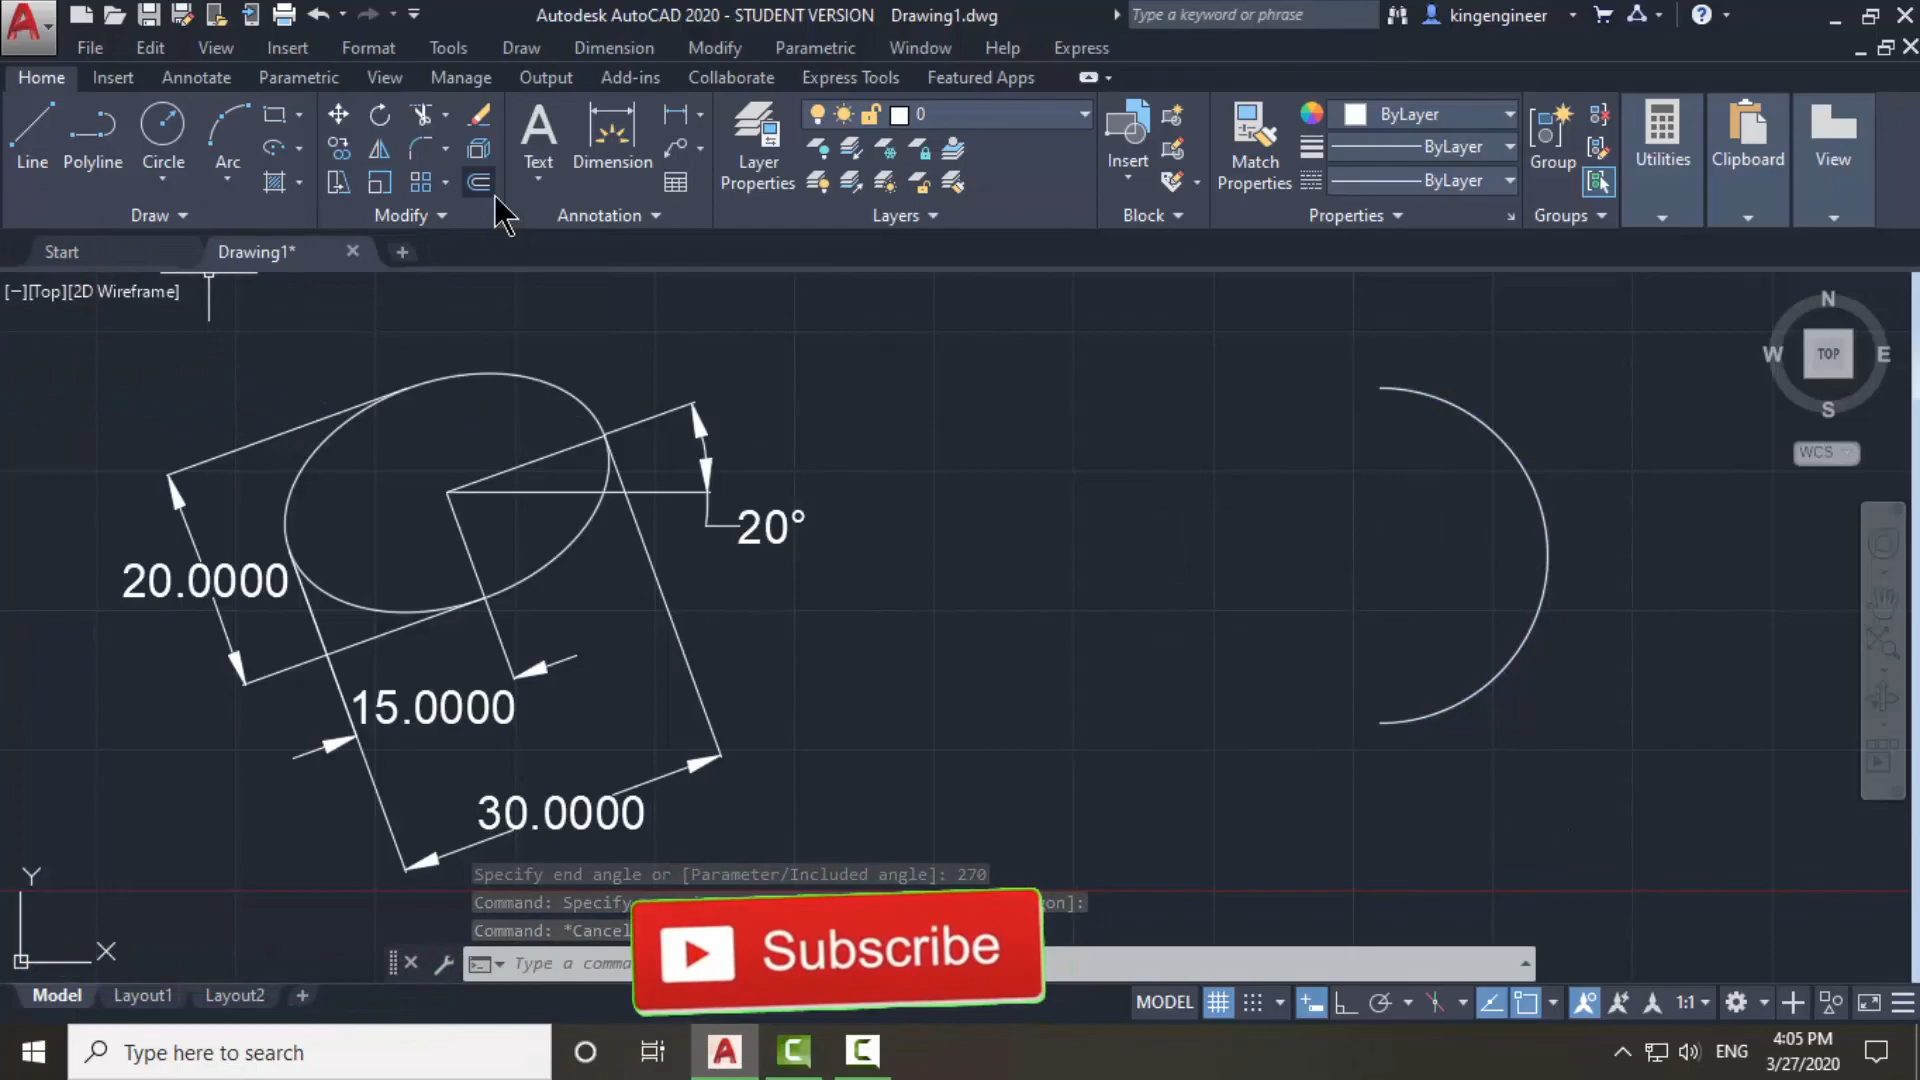 Autodesk AutoCAD 2020 - STUDENT VERSION Drawing1.dwg
Type a keyword or phrase
kingengineer
File Edit View Insert Format Tools Draw Dimension Modify Parametric Window Help Express
Home Insert Annotate Parametric View Manage Output Add-ins Collaborate Express Tools Featured Apps
Line Polyline Circle Arc
Text Dimension
Layer Properties
0
Insert
Match Properties
ByLayer
ByLayer
ByLayer
Group
Utilities Clipboard View
Draw Modify Annotation Layers Block Properties Groups
Start Drawing1*
[−][Top][2D Wireframe]
N
W TOP E
S
WCS
20°
20.0000
15.0000
30.0000
Specify end angle or [Parameter/Included angle]: 270
Command: Specify
Command: *Cancel
Type a comma
Subscribe
Y
X
Model Layout1 Layout2 +
MODEL
1:1
Type here to search
ENG
4:05 PM
3/27/2020